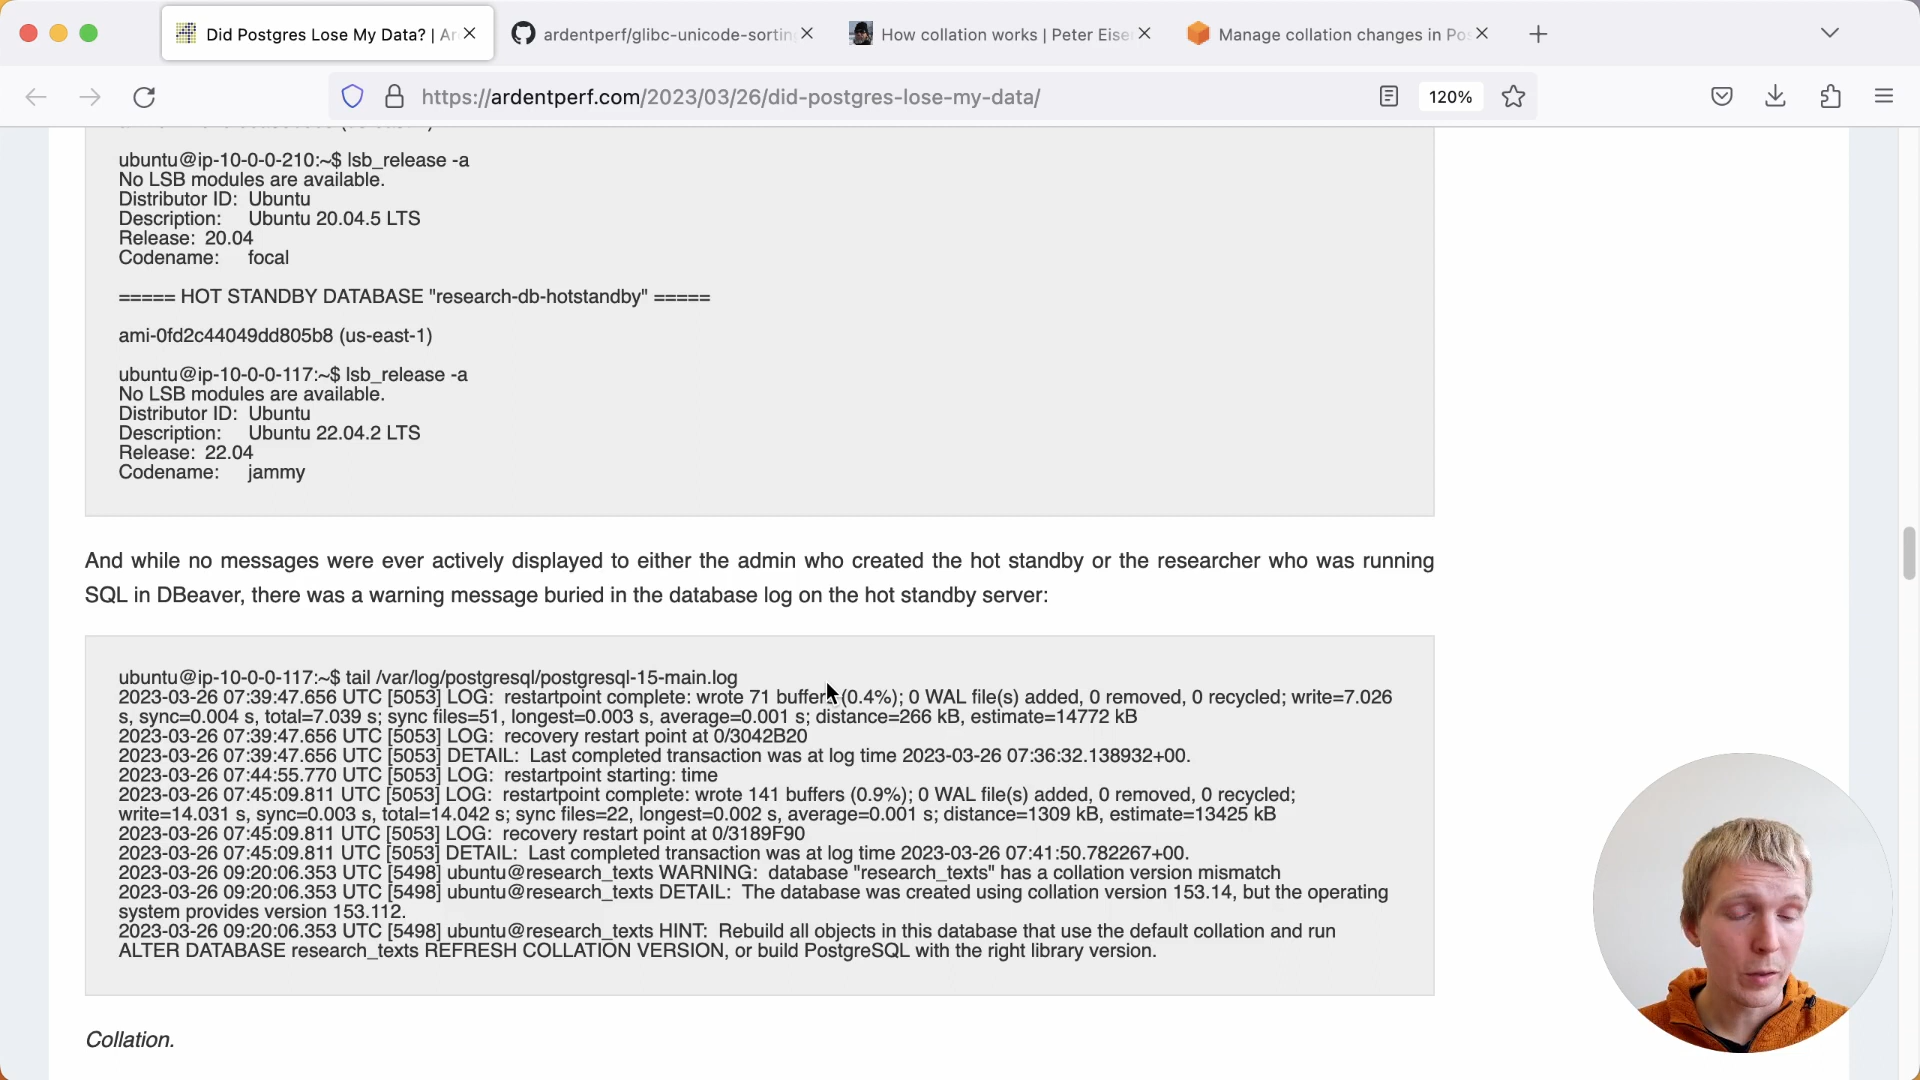 Did Postgres Lose My Data? | Ar
ardentperf/glibc-unicode-sortin
How collation works | Peter Eise
Manage collation changes in Pos
https://ardentperf.com/2023/03/26/did-postgres-lose-my-data/
120%
ubuntu@ip-10-0-0-210:~$ lsb_release -a
No LSB modules are available.
Distributor ID: Ubuntu
Description: Ubuntu 20.04.5 LTS
Release: 20.04
Codename: focal
===== HOT STANDBY DATABASE "research-db-hotstandby" =====
ami-0fd2c44049dd805b8 (us-east-1)
ubuntu@ip-10-0-0-117:~$ lsb_release -a
No LSB modules are available.
Distributor ID: Ubuntu
Description: Ubuntu 22.04.2 LTS
Release: 22.04
Codename: jammy
And while no messages were ever actively displayed to either the admin who created the hot standby or the researcher who was running
SQL in DBeaver, there was a warning message buried in the database log on the hot standby server:
ubuntu@ip-10-0-0-117:~$ tail /var/log/postgresql/postgresql-15-main.log
2023-03-26 07:39:47.656 UTC [5053] LOG: restartpoint complete: wrote 71 buffers (0.4%); 0 WAL file(s) added, 0 removed, 0 recycled; write=7.026
s, sync=0.004 s, total=7.039 s; sync files=51, longest=0.003 s, average=0.001 s; distance=266 kB, estimate=14772 kB
2023-03-26 07:39:47.656 UTC [5053] LOG: recovery restart point at 0/3042B20
2023-03-26 07:39:47.656 UTC [5053] DETAIL: Last completed transaction was at log time 2023-03-26 07:36:32.138932+00.
2023-03-26 07:44:55.770 UTC [5053] LOG: restartpoint starting: time
2023-03-26 07:45:09.811 UTC [5053] LOG: restartpoint complete: wrote 141 buffers (0.9%); 0 WAL file(s) added, 0 removed, 0 recycled;
write=14.031 s, sync=0.003 s, total=14.042 s; sync files=22, longest=0.002 s, average=0.001 s; distance=1309 kB, estimate=13425 kB
2023-03-26 07:45:09.811 UTC [5053] LOG: recovery restart point at 0/3189F90
2023-03-26 07:45:09.811 UTC [5053] DETAIL: Last completed transaction was at log time 2023-03-26 07:41:50.782267+00.
2023-03-26 09:20:06.353 UTC [5498] ubuntu@research_texts WARNING: database "research_texts" has a collation version mismatch
2023-03-26 09:20:06.353 UTC [5498] ubuntu@research_texts DETAIL: The database was created using collation version 153.14, but the operating
system provides version 153.112.
2023-03-26 09:20:06.353 UTC [5498] ubuntu@research_texts HINT: Rebuild all objects in this database that use the default collation and run
ALTER DATABASE research_texts REFRESH COLLATION VERSION, or build PostgreSQL with the right library version.
Collation.